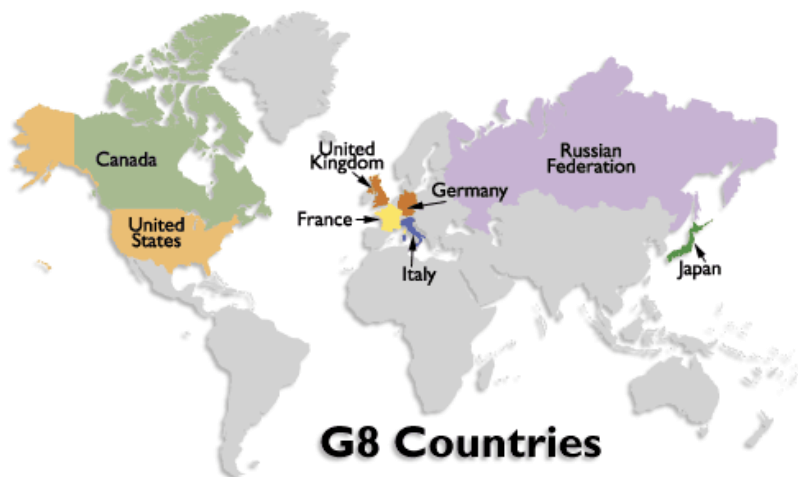 Canada
United
States
United
Kingdom
France
Germany
Italy
Russian
Federation
Japan
G8 Countries